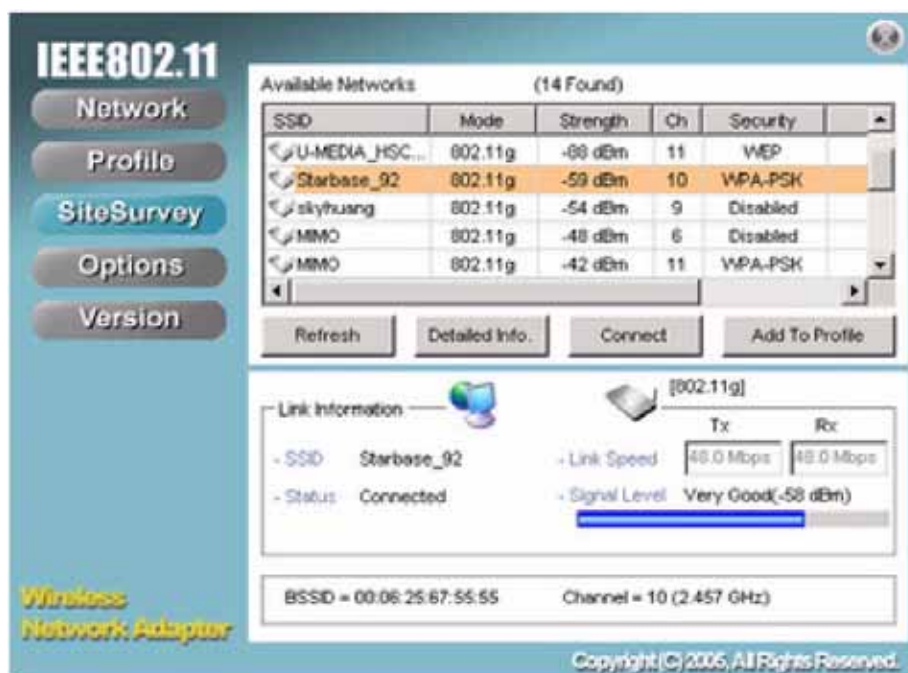 IEEE802.11
Network
Profile
SiteSurvey
Options
Version
Wireless
Network Adapter
Available Networks (14 Found)
SSID Mode Strength Ch Security
U-MEDIA_HSC... 802.11g -88 dBm 11 WEP
Starbase_92 802.11g -59 dBm 10 WPA-PSK
skyhuang 802.11g -54 dBm 9 Disabled
MIMO 802.11g -48 dBm 6 Disabled
MIMO 802.11g -42 dBm 11 WPA-PSK
Refresh Detailed Info. Connect Add To Profile
Link Information [802.11g]
Tx Rx
- SSID Starbase_92 - Link Speed 48.0 Mbps 48.0 Mbps
- Status Connected - Signal Level Very Good(-58 dBm)
BSSID = 00:06:25:67:55:55 Channel = 10 (2.457 GHz)
Copyright (C) 2005, All Rights Reserved.